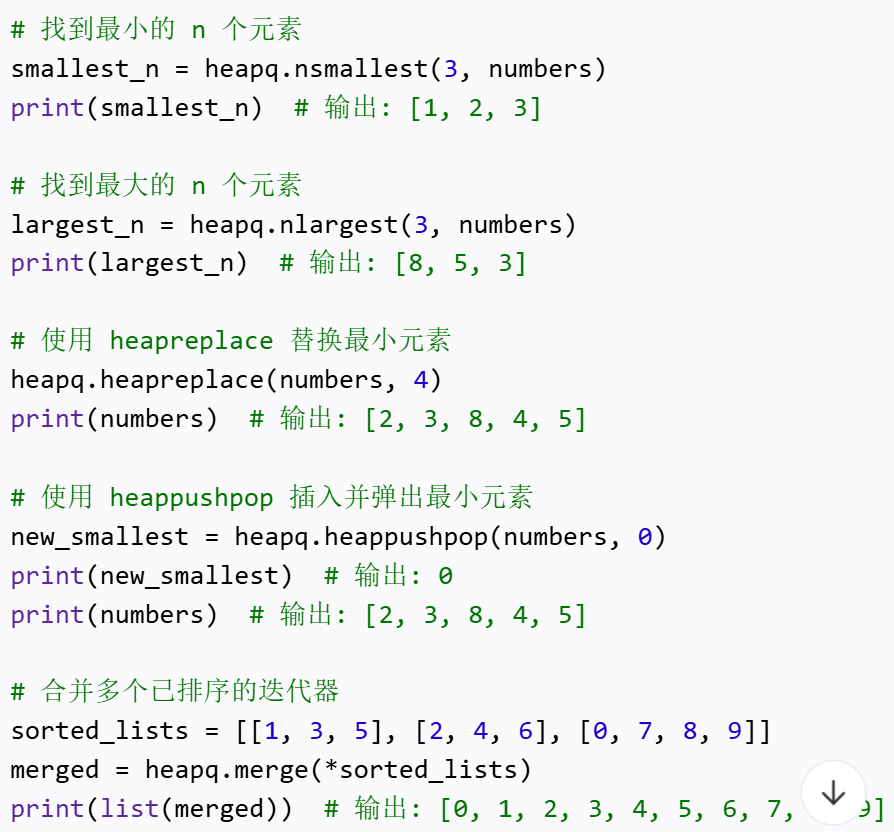 # 找到最小的 n 个元素
smallest_n = heapq.nsmallest(3, numbers)
print(smallest_n)  # 输出: [1, 2, 3]
# 找到最大的 n 个元素
largest_n = heapq.nlargest(3, numbers)
print(largest_n)  # 输出: [8, 5, 3]
# 使用 heapreplace 替换最小元素
heapq.heapreplace(numbers, 4)
print(numbers)  # 输出: [2, 3, 8, 4, 5]
# 使用 heappushpop 插入并弹出最小元素
new_smallest = heapq.heappushpop(numbers, 0)
print(new_smallest)  # 输出: 0
print(numbers)  # 输出: [2, 3, 8, 4, 5]
# 合并多个已排序的迭代器
sorted_lists = [[1, 3, 5], [2, 4, 6], [0, 7, 8, 9]]
merged = heapq.merge(*sorted_lists)
print(list(merged))  # 输出: [0, 1, 2, 3, 4, 5, 6, 7, 9]